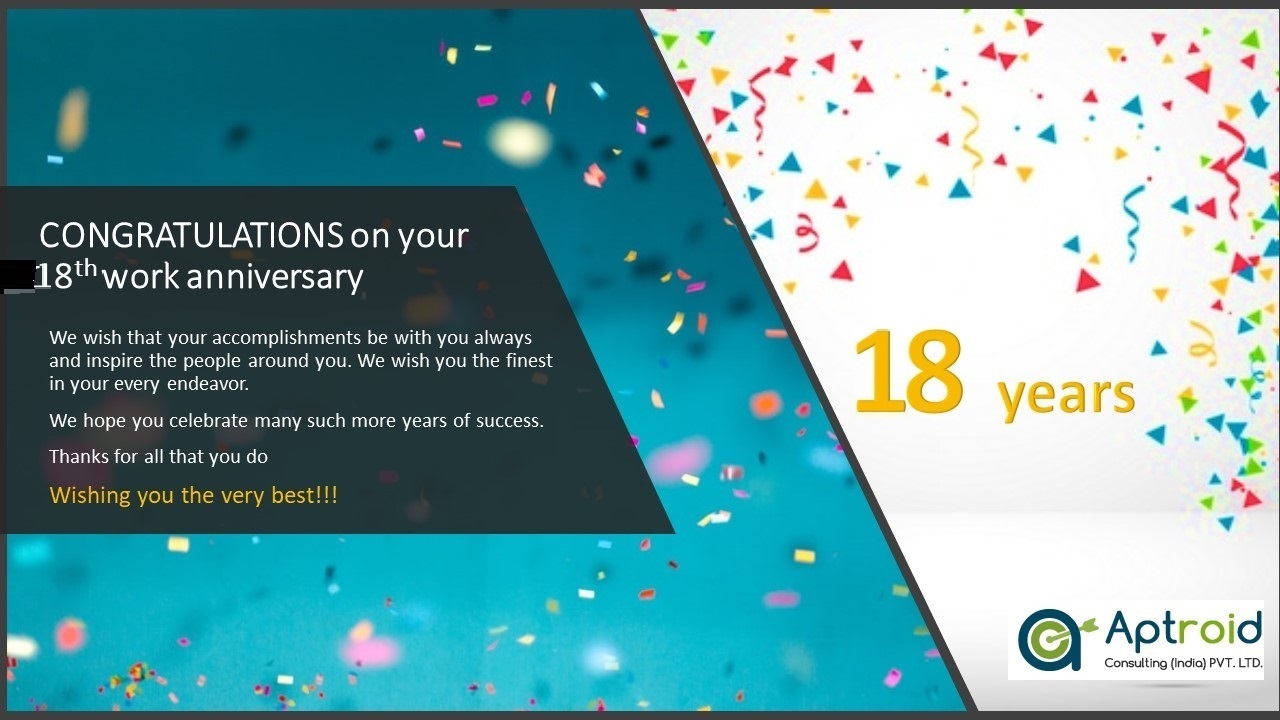 CONGRATULATIONS on your
18th work anniversary
We wish that your accomplishments be with you always
and inspire the people around you. We wish you the finest
in your every endeavor.
We hope you celebrate many such more years of success.
Thanks for all that you do
Wishing you the very best!!!
18 years
Aptroid
Consulting (India) PVT. LTD.